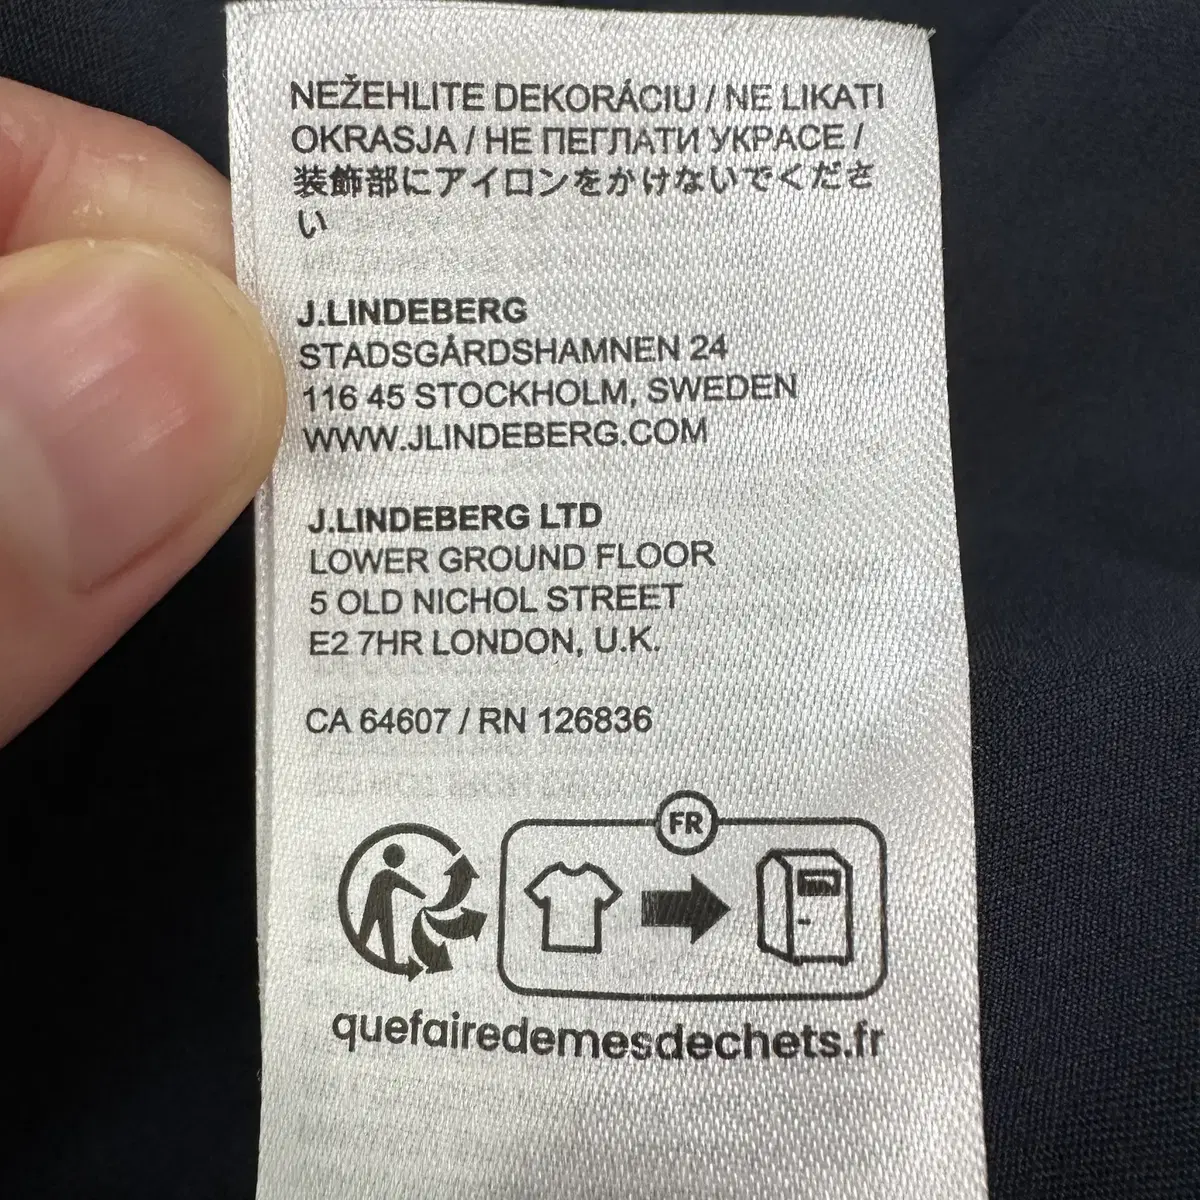 NEŽEHLITE DEKORÁCIU / NE LIKATI
OKRASJA / НЕ ПЕГЛАТИ УКРАСЕ /
装飾部にアイロンをかけないでくださ
い
J.LINDEBERG
STADSGÅRDSHAMNEN 24
116 45 STOCKHOLM, SWEDEN
WWW.JLINDEBERG.COM
J.LINDEBERG LTD
LOWER GROUND FLOOR
5 OLD NICHOL STREET
E2 7HR LONDON, U.K.
CA 64607 / RN 126836
FR
quefairedemesdechets.fr